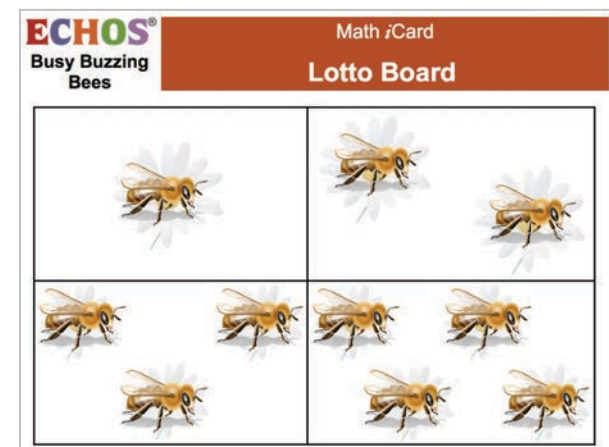 ECHOS®
Busy Buzzing
Bees
Math iCard
Lotto Board